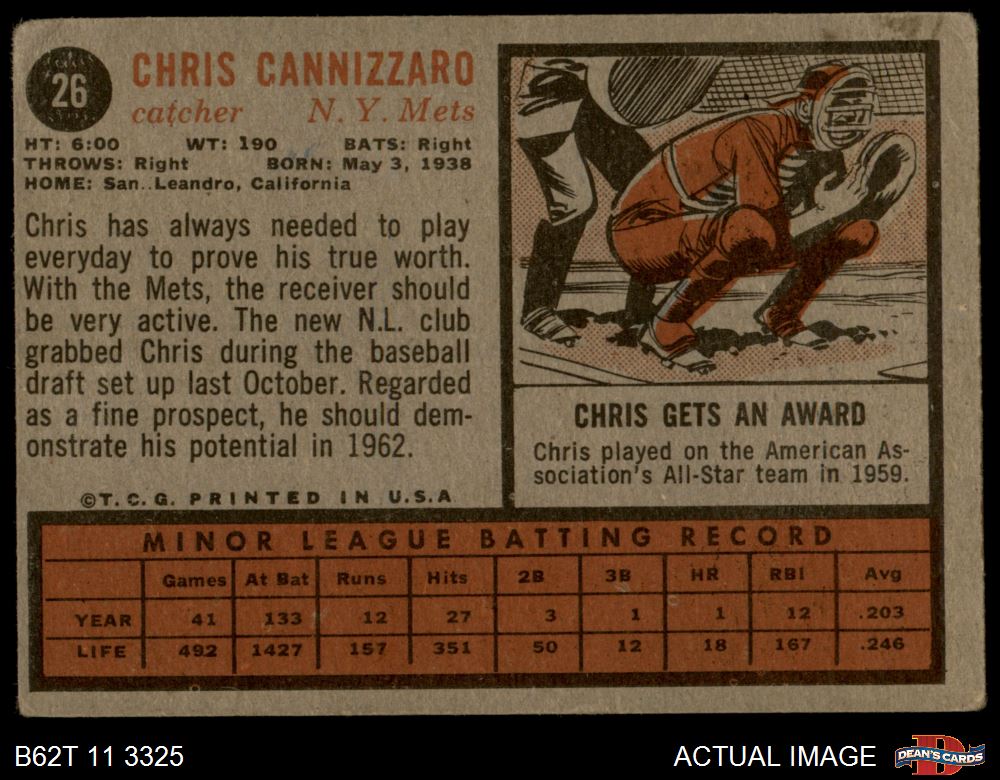 26
CHRIS CANNIZZARO
catcher N. Y. Mets
HT: 6:00 WT: 190 BATS: Right
THROWS: Right BORN: May 3, 1938
HOME: San Leandro, California
Chris has always needed to play
everyday to prove his true worth.
With the Mets, the receiver should
be very active. The new N.L. club
grabbed Chris during the baseball
draft set up last October. Regarded
as a fine prospect, he should dem-
onstrate his potential in 1962.
©T. C. G. PRINTED IN U.S.A
CHRIS GETS AN AWARD
Chris played on the American As-
sociation's All-Star team in 1959.
MINOR LEAGUE BATTING RECORD
Games At Bat Runs Hits 2B 3B HR RBI Avg
YEAR 41 133 12 27 3 1 1 12 .203
LIFE 492 1427 157 351 50 12 18 167 .246
B62T 11 3325
ACTUAL IMAGE
D
DEAN'S CARDS